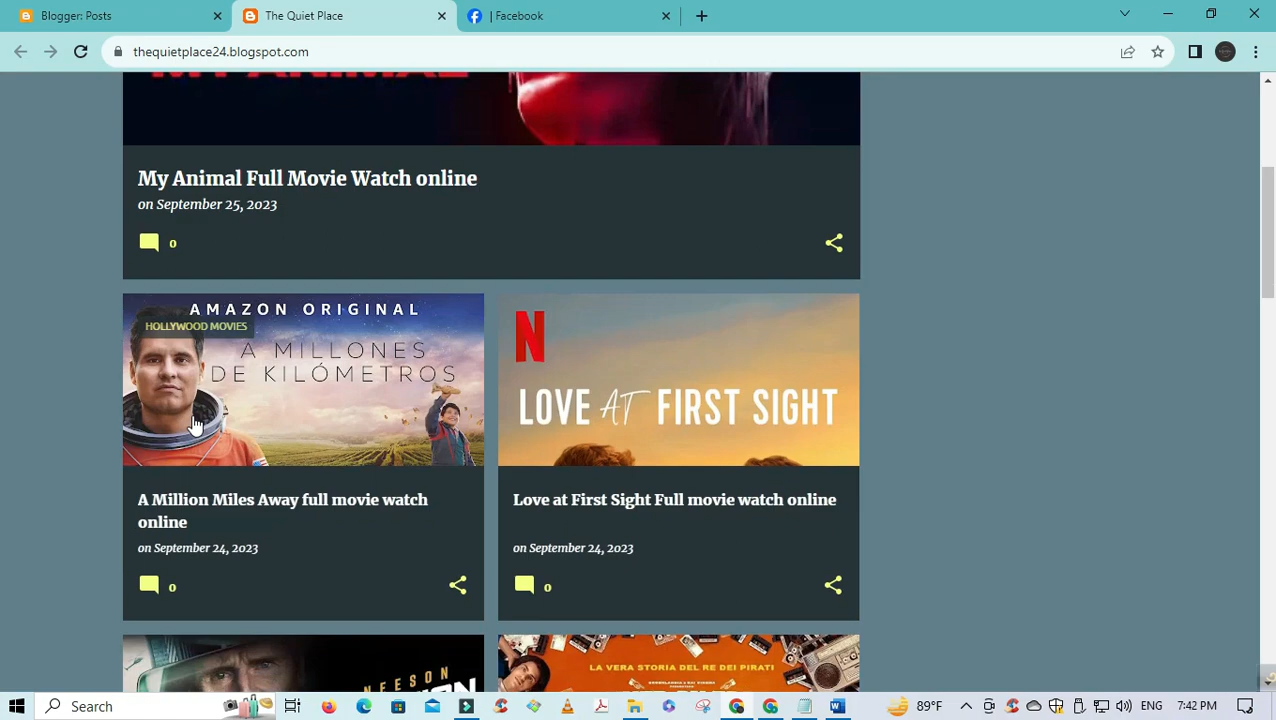 Blogger: Posts
The Quiet Place
| Facebook
thequietplace24.blogspot.com
MY ANIMAL
My Animal Full Movie Watch online
on September 25, 2023
0
AMAZON ORIGINAL
HOLLYWOOD MOVIES
A MILLONES
DE KILÓMETROS
A Million Miles Away full movie watch
online
on September 24, 2023
0
N
LOVE AT FIRST SIGHT
Love at First Sight Full movie watch online
on September 24, 2023
0
LA VERA STORIA DEL RE DEI PIRATI
Search
89°F
ENG
7:42 PM